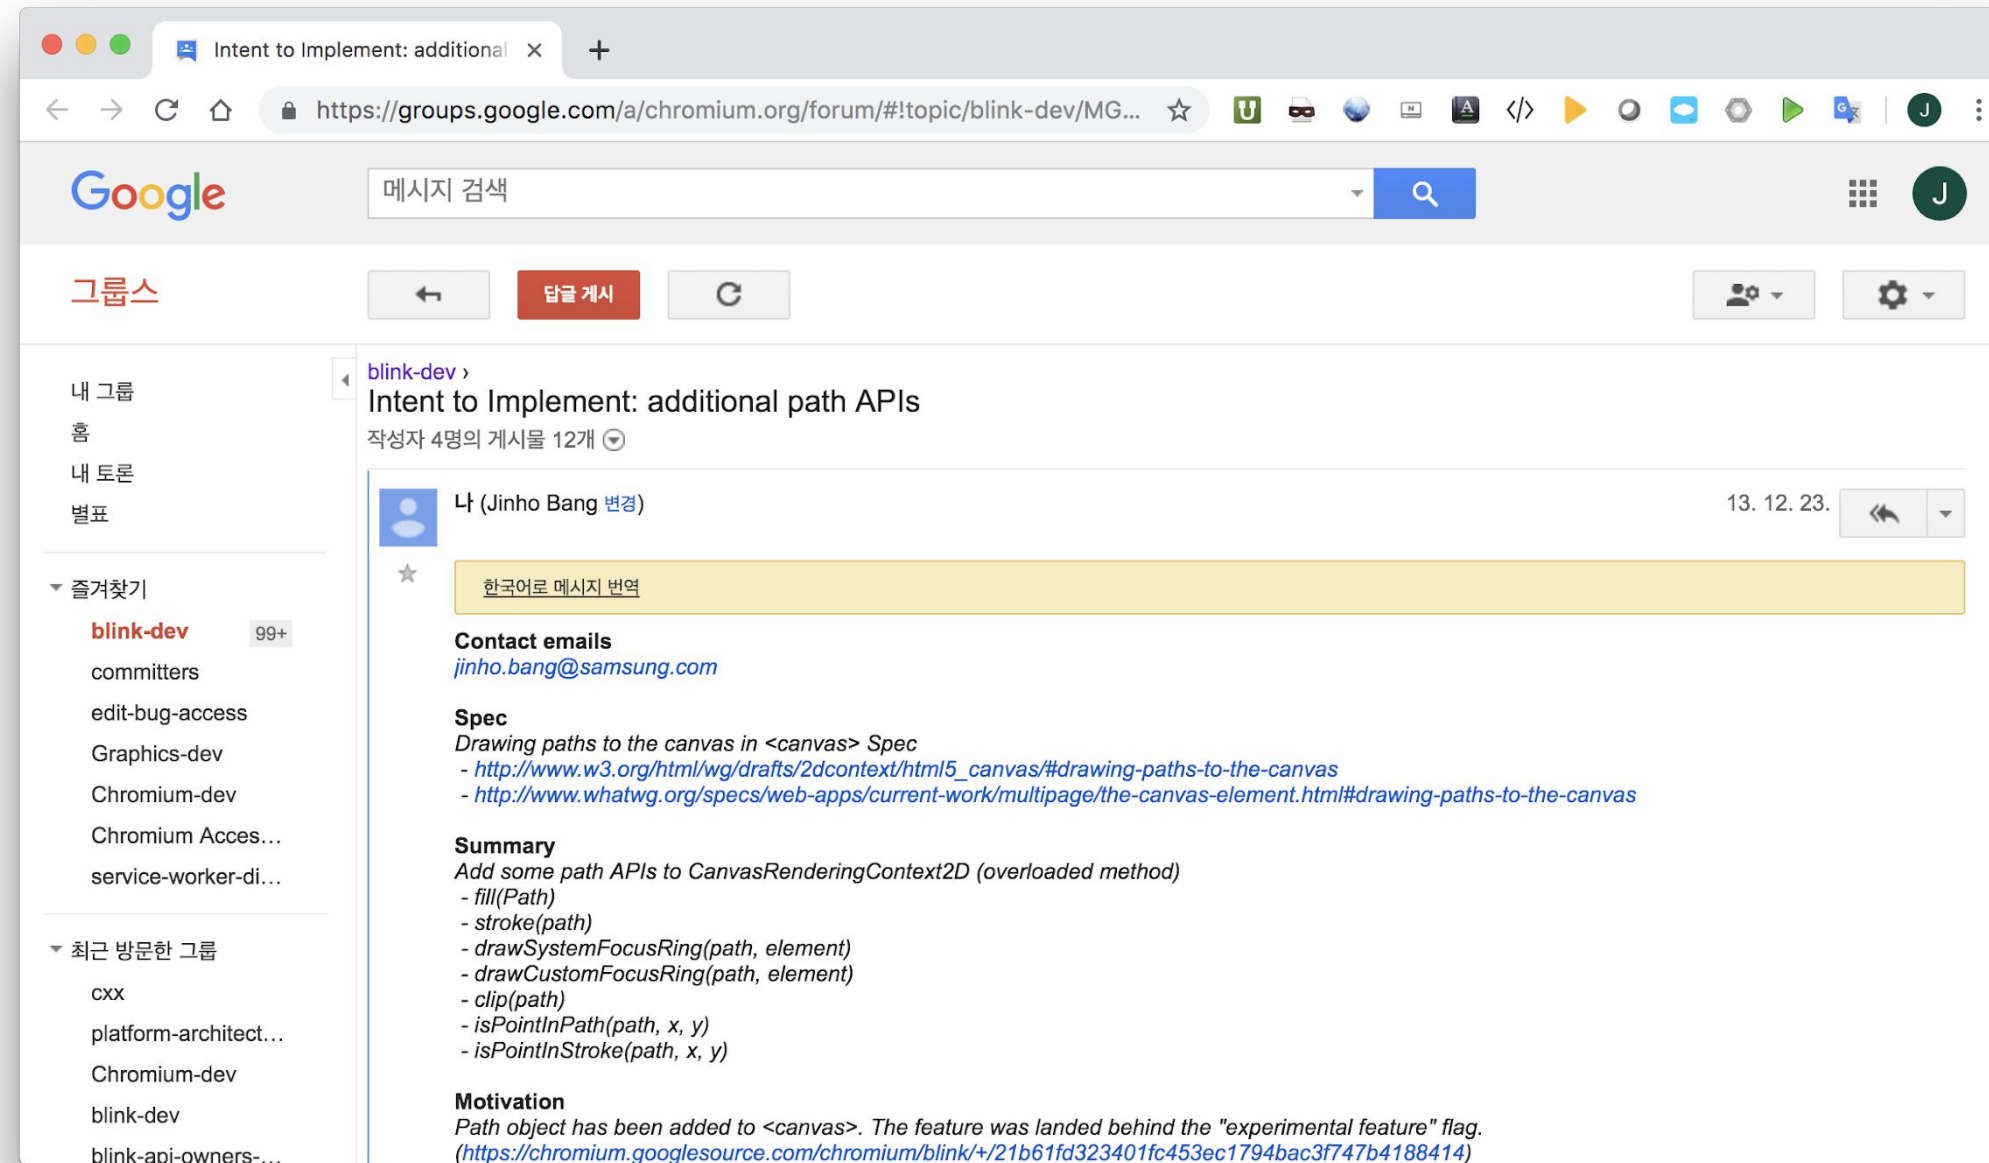 Intent to Implement: additional
https://groups.google.com/a/chromium.org/forum/#!topic/blink-dev/MG...
J
Google
메시지 검색
J
그룹스
답글 게시
내 그룹
홈
내 토론
별표
즐겨찾기
blink-dev 99+
committers
edit-bug-access
Graphics-dev
Chromium-dev
Chromium Acces...
service-worker-di...
최근 방문한 그룹
cxx
platform-architect...
Chromium-dev
blink-dev
blink-api-owners-...
blink-dev ›
Intent to Implement: additional path APIs
작성자 4명의 게시물 12개
나 (Jinho Bang 변경)
13. 12. 23.
한국어로 메시지 번역
Contact emails
jinho.bang@samsung.com
Spec
Drawing paths to the canvas in <canvas> Spec
- http://www.w3.org/html/wg/drafts/2dcontext/html5_canvas/#drawing-paths-to-the-canvas
- http://www.whatwg.org/specs/web-apps/current-work/multipage/the-canvas-element.html#drawing-paths-to-the-canvas
Summary
Add some path APIs to CanvasRenderingContext2D (overloaded method)
- fill(Path)
- stroke(path)
- drawSystemFocusRing(path, element)
- drawCustomFocusRing(path, element)
- clip(path)
- isPointInPath(path, x, y)
- isPointInStroke(path, x, y)
Motivation
Path object has been added to <canvas>. The feature was landed behind the "experimental feature" flag.
(https://chromium.googlesource.com/chromium/blink/+/21b61fd323401fc453ec1794bac3f747b4188414)